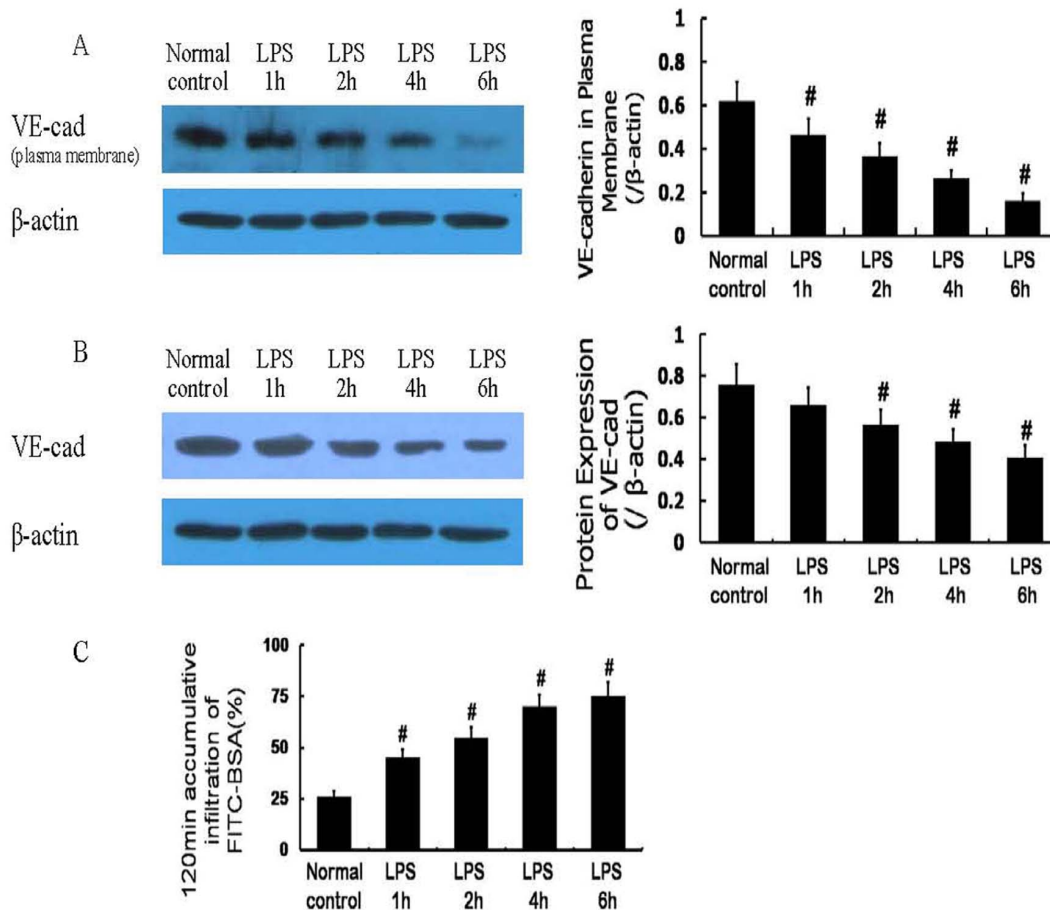 A
Normal control
LPS 1h
LPS 2h
LPS 4h
LPS 6h
VE-cad
(plasma membrane)
β-actin
VE-cadherin in Plasma
Membrane
(/β-actin)
1
0.8
0.6
0.4
0.2
0
#
#
#
#
Normal control
LPS 1h
LPS 2h
LPS 4h
LPS 6h
B
Normal control
LPS 1h
LPS 2h
LPS 4h
LPS 6h
VE-cad
β-actin
Protein Expression
of VE-cad
(/ β-actin)
1
0.8
0.6
0.4
0.2
0
#
#
#
Normal control
LPS 1h
LPS 2h
LPS 4h
LPS 6h
C
120min accumulative
infiltration of
FITC-BSA(%)
100
75
50
25
0
#
#
#
#
Normal control
LPS 1h
LPS 2h
LPS 4h
LPS 6h